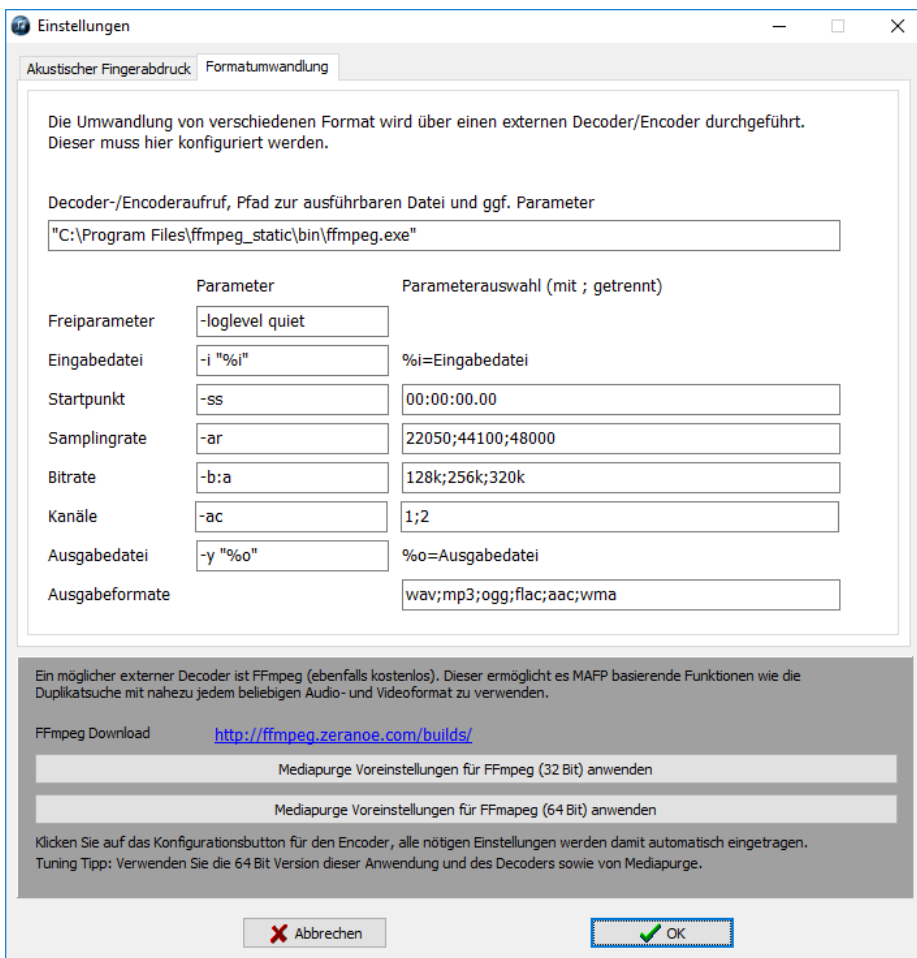 Einstellungen
Akustischer Fingerabdruck Formatumwandlung
Die Umwandlung von verschiedenen Format wird über einen externen Decoder/Encoder durchgeführt.
Dieser muss hier konfiguriert werden.
Decoder-/Encoderaufruf, Pfad zur ausführbaren Datei und ggf. Parameter
"C:\Program Files\ffmpeg_static\bin\ffmpeg.exe"
Parameter Parameterauswahl (mit ; getrennt)
Freiparameter -loglevel quiet
Eingabedatei -i "%i" %i=Eingabedatei
Startpunkt -ss 00:00:00.00
Samplingrate -ar 22050;44100;48000
Bitrate -b:a 128k;256k;320k
Kanäle -ac 1;2
Ausgabedatei -y "%o" %o=Ausgabedatei
Ausgabeformate wav;mp3;ogg;flac;aac;wma
Ein möglicher externer Decoder ist FFmpeg (ebenfalls kostenlos). Dieser ermöglicht es MAFP basierende Funktionen wie die
Duplikatsuche mit nahezu jedem beliebigen Audio- und Videoformat zu verwenden.
FFmpeg Download http://ffmpeg.zeranoe.com/builds/
Mediapurge Voreinstellungen für FFmpeg (32 Bit) anwenden
Mediapurge Voreinstellungen für FFmapeg (64 Bit) anwenden
Klicken Sie auf das Konfigurationsbutton für den Encoder, alle nötigen Einstellungen werden damit automatisch eingetragen.
Tuning Tipp: Verwenden Sie die 64 Bit Version dieser Anwendung und des Decoders sowie von Mediapurge.
Abbrechen OK